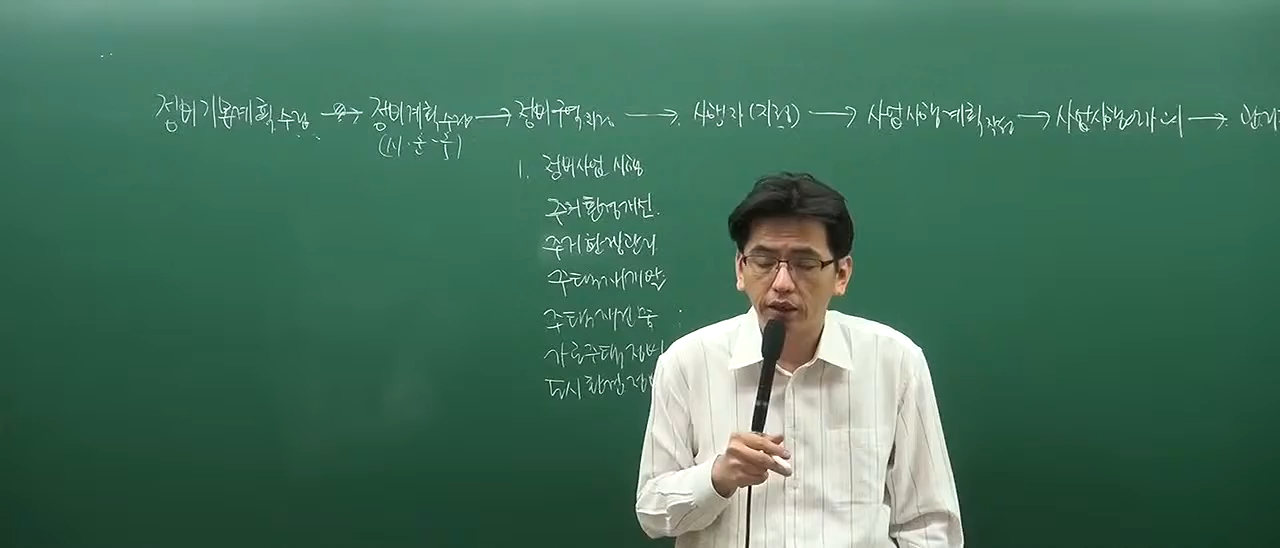 정비기본계획수립 → 정비계획수립 → 정비구역지정 → 시행자(지정) → 사업시행계획작성 → 사업시행인가 → 관리
(시·군·구)
1. 정비사업 시행
주거환경개선
주거환경관리
주택재개발
주택재건축
가로주택정비
도시환경정비